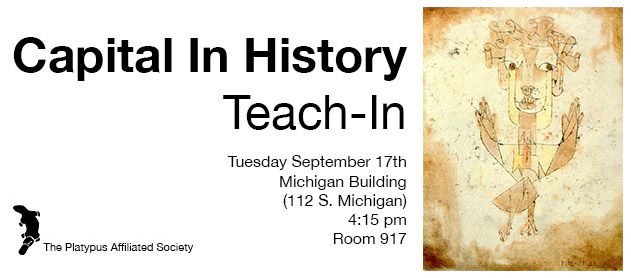 Capital In History
Teach-In
Tuesday September 17th
Michigan Building
(112 S. Michigan)
4:15 pm
Room 917
The Platypus Affiliated Society